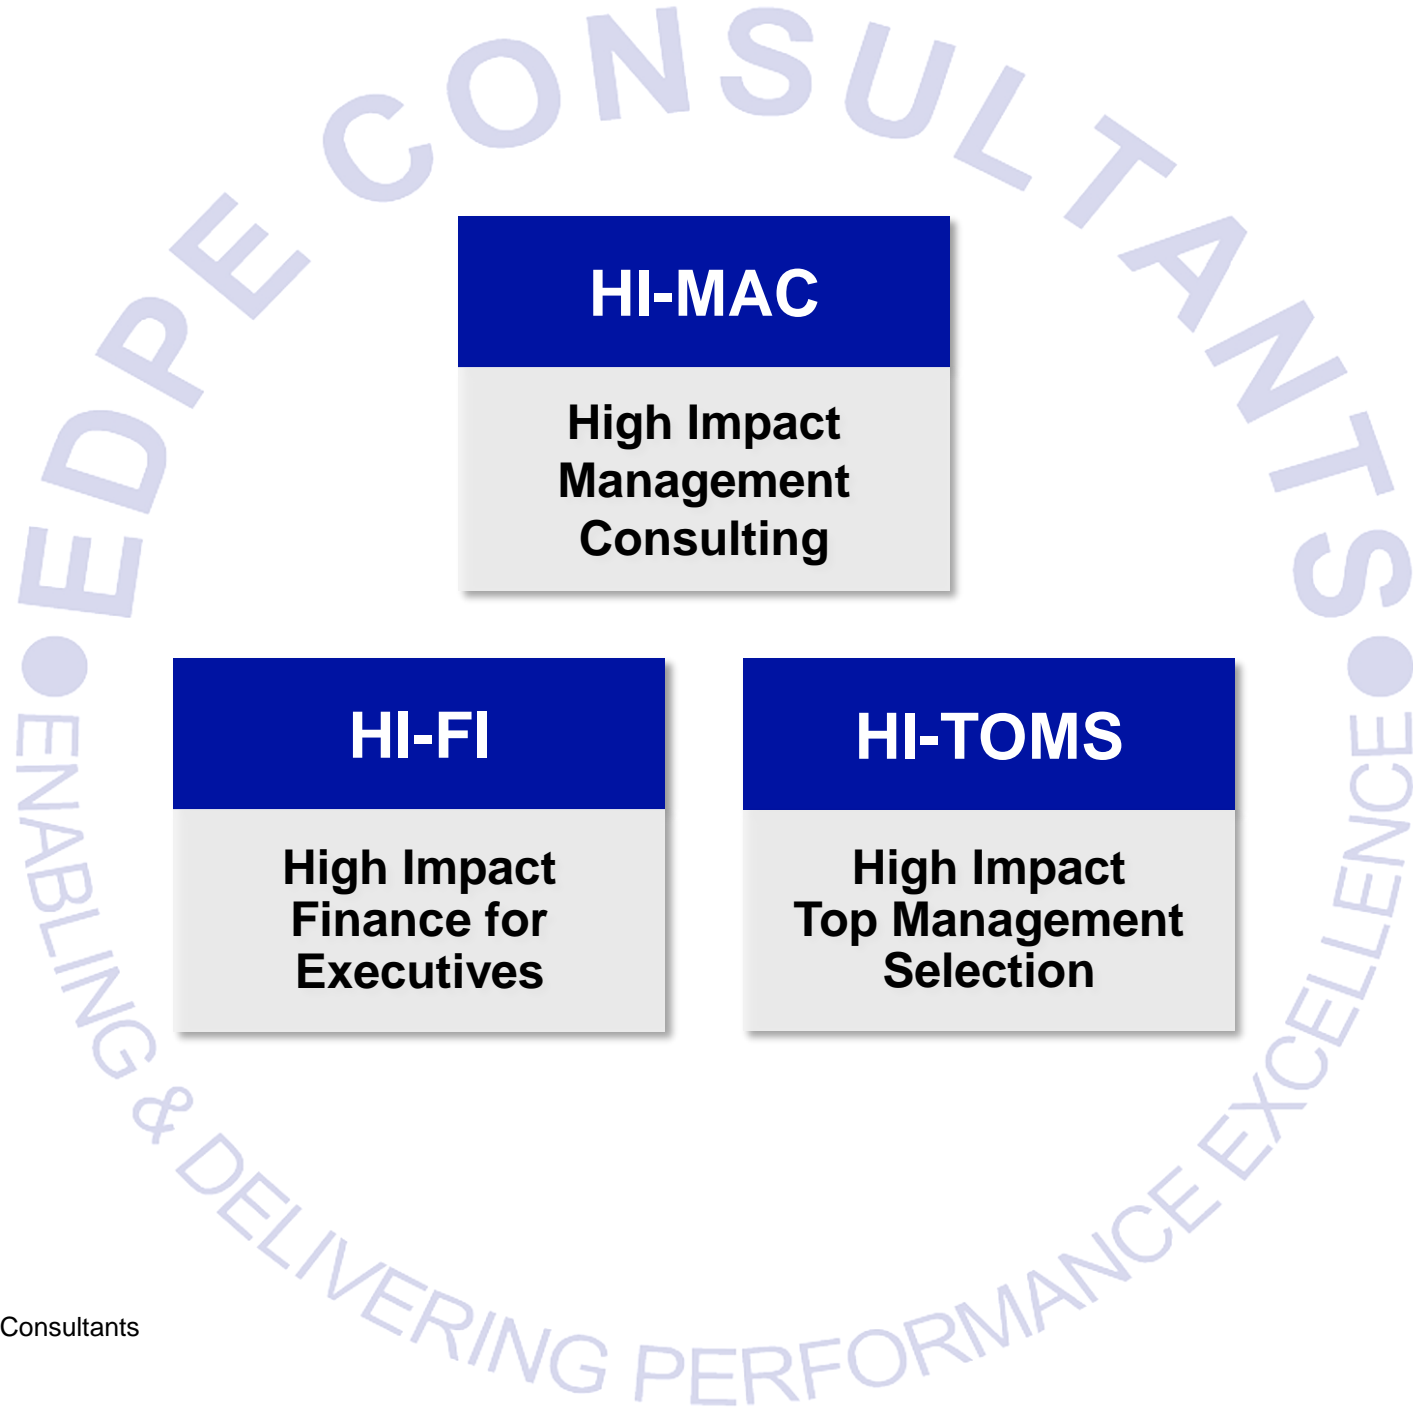 EDPE CONSULTANTS
HI-MAC
High Impact
Management
Consulting
HI-FI
High Impact
Finance for
Executives
HI-TOMS
High Impact
Top Management
Selection
ENABLING & DELIVERING PERFORMANCE EXCELLENCE
Consultants